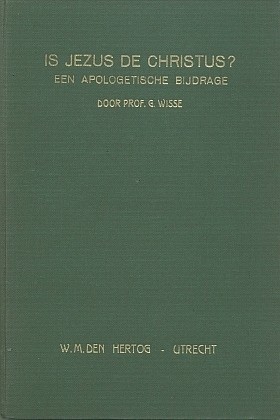 IS JEZUS DE CHRISTUS?
EEN APOLOGETISCHE BIJDRAGE
DOOR PROF. G. WISSE
W. M. DEN HERTOG - UTRECHT